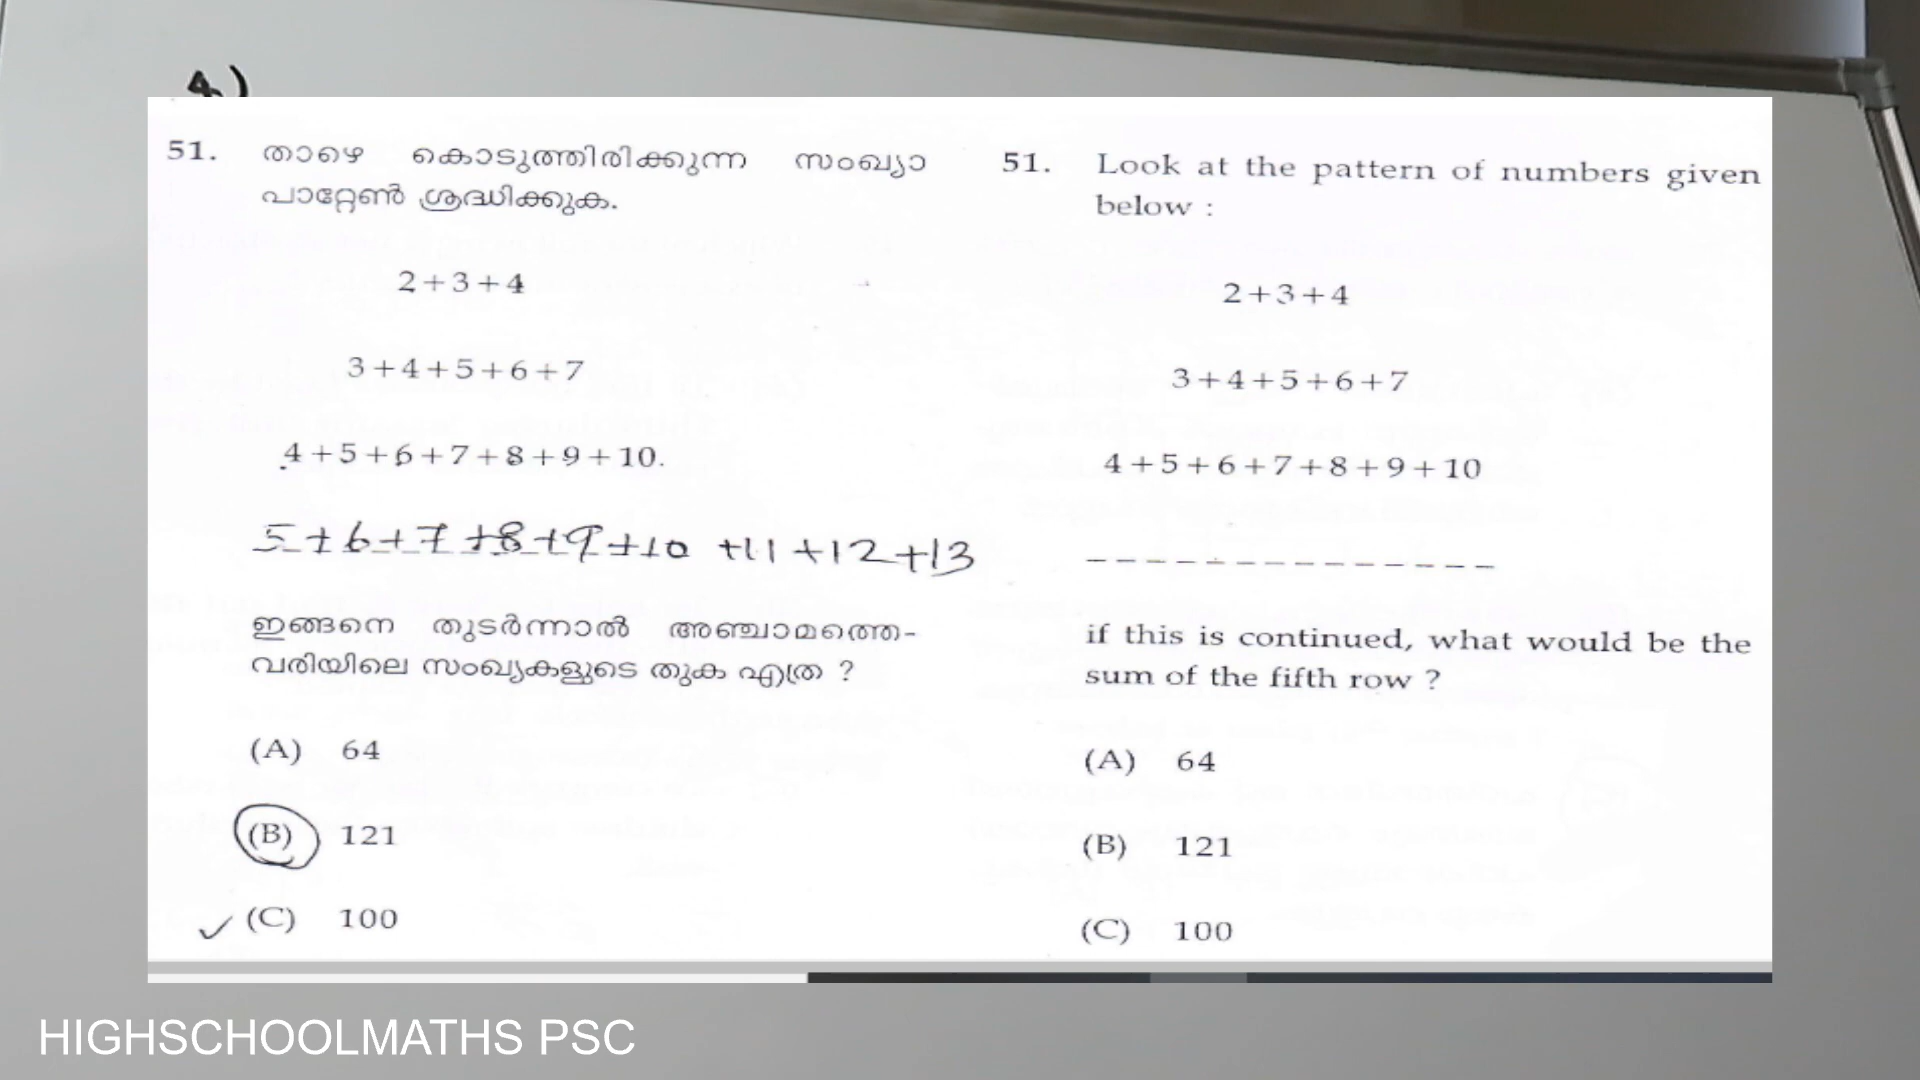 4)
51. താഴെ കൊടുത്തിരിക്കുന്ന സംഖ്യാ
പാറ്റേൺ ശ്രദ്ധിക്കുക.
2+3+4
3+4+5+6+7
4+5+6+7+8+9+10.
5+6+7+8+9+10 +11+12+13
ഇങ്ങനെ തുടർന്നാൽ അഞ്ചാമത്തെ-
വരിയിലെ സംഖ്യകളുടെ തുക എത്ര ?
(A) 64
(B) 121
(C) 100
51. Look at the pattern of numbers given
below :
2+3+4
3+4+5+6+7
4+5+6+7+8+9+10
--------------
if this is continued, what would be the
sum of the fifth row ?
(A) 64
(B) 121
(C) 100
HIGHSCHOOLMATHS PSC